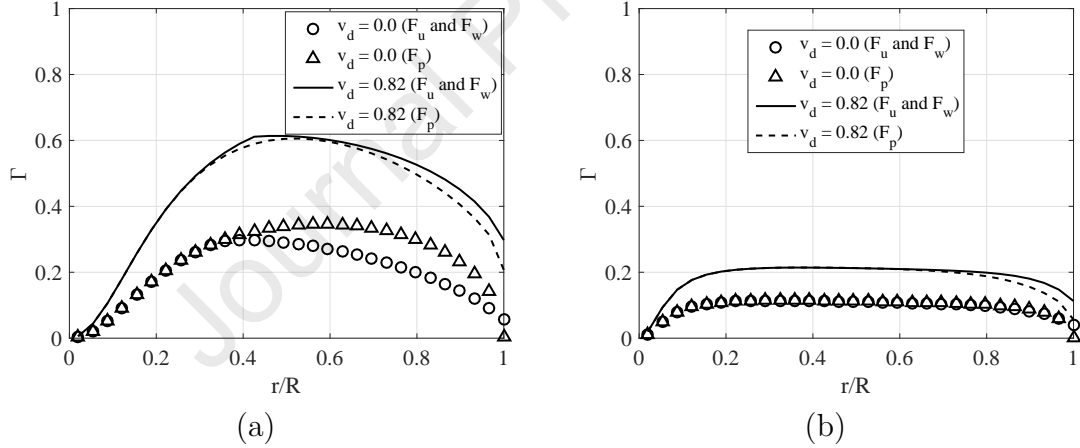 Journal Pr
1
0.8
0.6
0.4
0.2
0
Γ
v_d = 0.0 (F_u and F_w)
v_d = 0.0 (F_p)
v_d = 0.82 (F_u and F_w)
v_d = 0.82 (F_p)
0 0.2 0.4 0.6 0.8 1
r/R
(a)
1
0.8
0.6
0.4
0.2
0
Γ
v_d = 0.0 (F_u and F_w)
v_d = 0.0 (F_p)
v_d = 0.82 (F_u and F_w)
v_d = 0.82 (F_p)
0 0.2 0.4 0.6 0.8 1
r/R
(b)